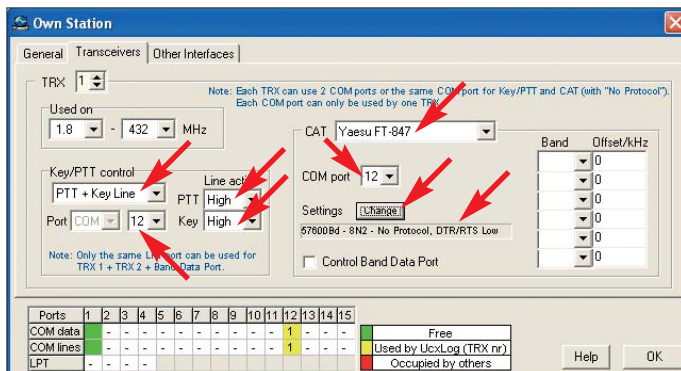 Own Station
General Transceivers Other Interfaces
TRX 1
Note: Each TRX can use 2 COM ports or the same COM port for Key/PTT and CAT (with "No Protocol").
Each COM port can only be used by one TRX
Used on
1.8 - 432 MHz
CAT Yaesu FT-847
Band Offset/kHz
0
0
0
0
0
0
Key/PTT control
Line
PTT + Key Line
PTT High
Port COM 12 Key High
Note: Only the same port can be used for
TRX 1 + TRX 2 + Band Data Port.
COM port 12
Settings Change
57600Bd - 8N2 - No Protocol, DTR/RTS Low
Control Band Data Port
Ports 1 2 3 4 5 6 7 8 9 10 11 12 13 14 15
COM data - - - - - - - - - - 1 - - -
COM lines - - - - - - - - - - 1 - - -
LPT - - - -
Free
Used by UcxLog (TRX nr)
Occupied by others
Help OK